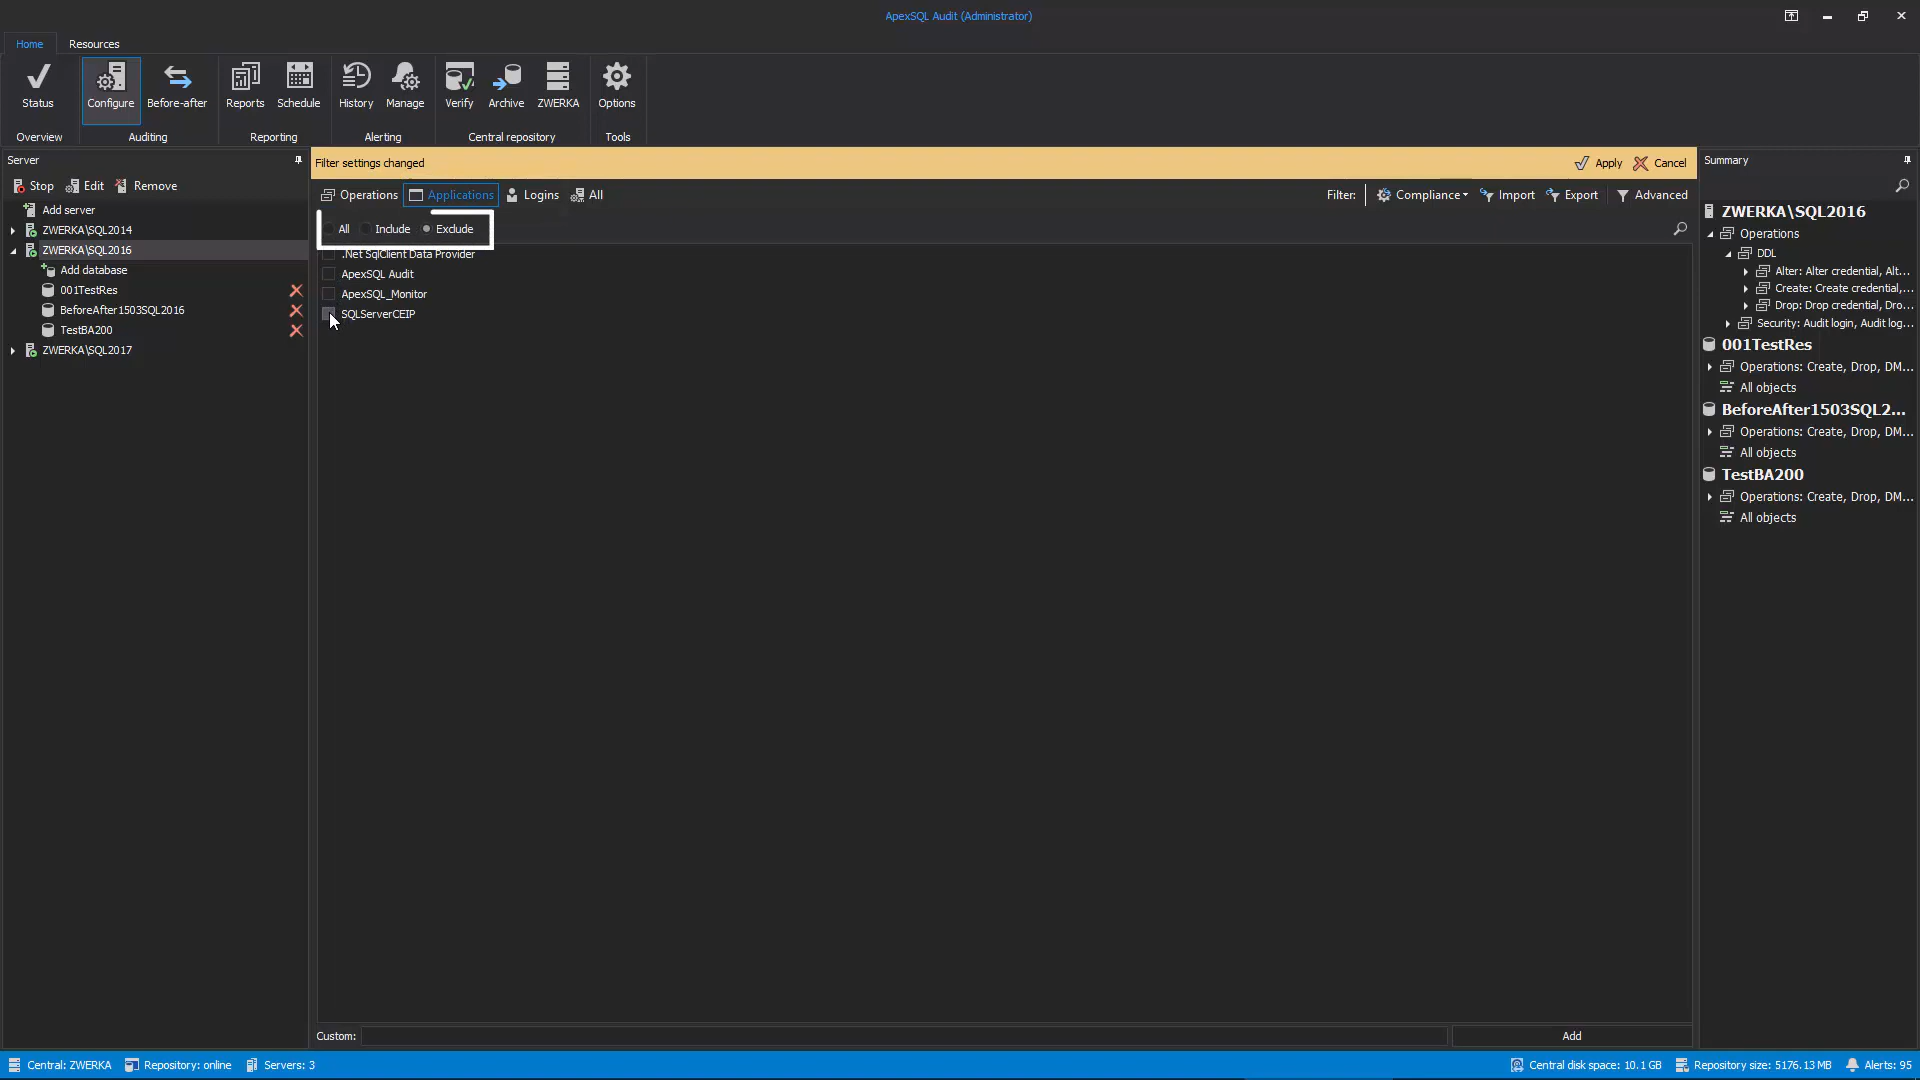 ApexSQL Audit (Administrator)
Home Resources
Status Configure Before-after Reports Schedule History Manage Verify Archive ZWERKA Options
Overview Auditing Reporting Alerting Central repository Tools
Server
Stop Edit Remove
Add server
ZWERKA\SQL2014
ZWERKA\SQL2016
Add database
001TestRes
BeforeAfter1503SQL2016
TestBA200
ZWERKA\SQL2017
Filter settings changed Apply Cancel
Operations Applications Logins All Filter: Compliance Import Export Advanced
All Include Exclude
.Net SqlClient Data Provider
ApexSQL Audit
ApexSQL_Monitor
SQLServerCEIP
Custom: Add
Summary
ZWERKA\SQL2016
Operations
DDL
Alter: Alter credential, Alt...
Create: Create credential,...
Drop: Drop credential, Dro...
Security: Audit login, Audit log...
001TestRes
Operations: Create, Drop, DM...
All objects
BeforeAfter1503SQL2...
Operations: Create, Drop, DM...
All objects
TestBA200
Operations: Create, Drop, DM...
All objects
Central: ZWERKA Repository: online Servers: 3 Central disk space: 10.1 GB Repository size: 5176.13 MB Alerts: 95